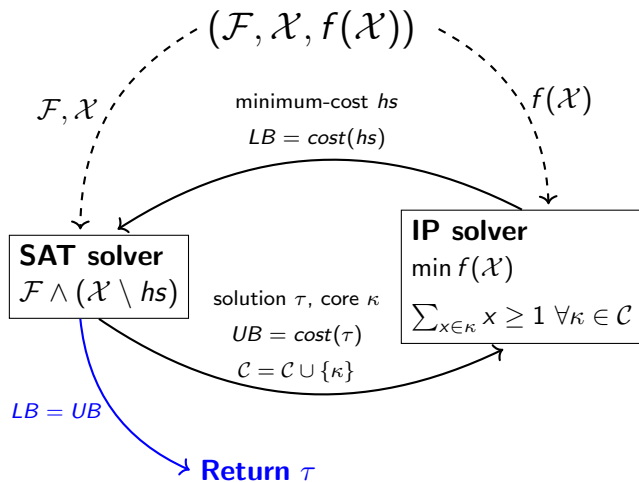 (ℱ, 𝒳, f(𝒳))
ℱ, 𝒳
f(𝒳)
minimum-cost hs
LB = cost(hs)
SAT solver
ℱ ∧ (𝒳 \ hs)
IP solver
min f(𝒳)
∑_{x∈κ} x ≥ 1 ∀κ ∈ 𝒞
solution τ, core κ
UB = cost(τ)
𝒞 = 𝒞 ∪ {κ}
LB = UB
Return τ